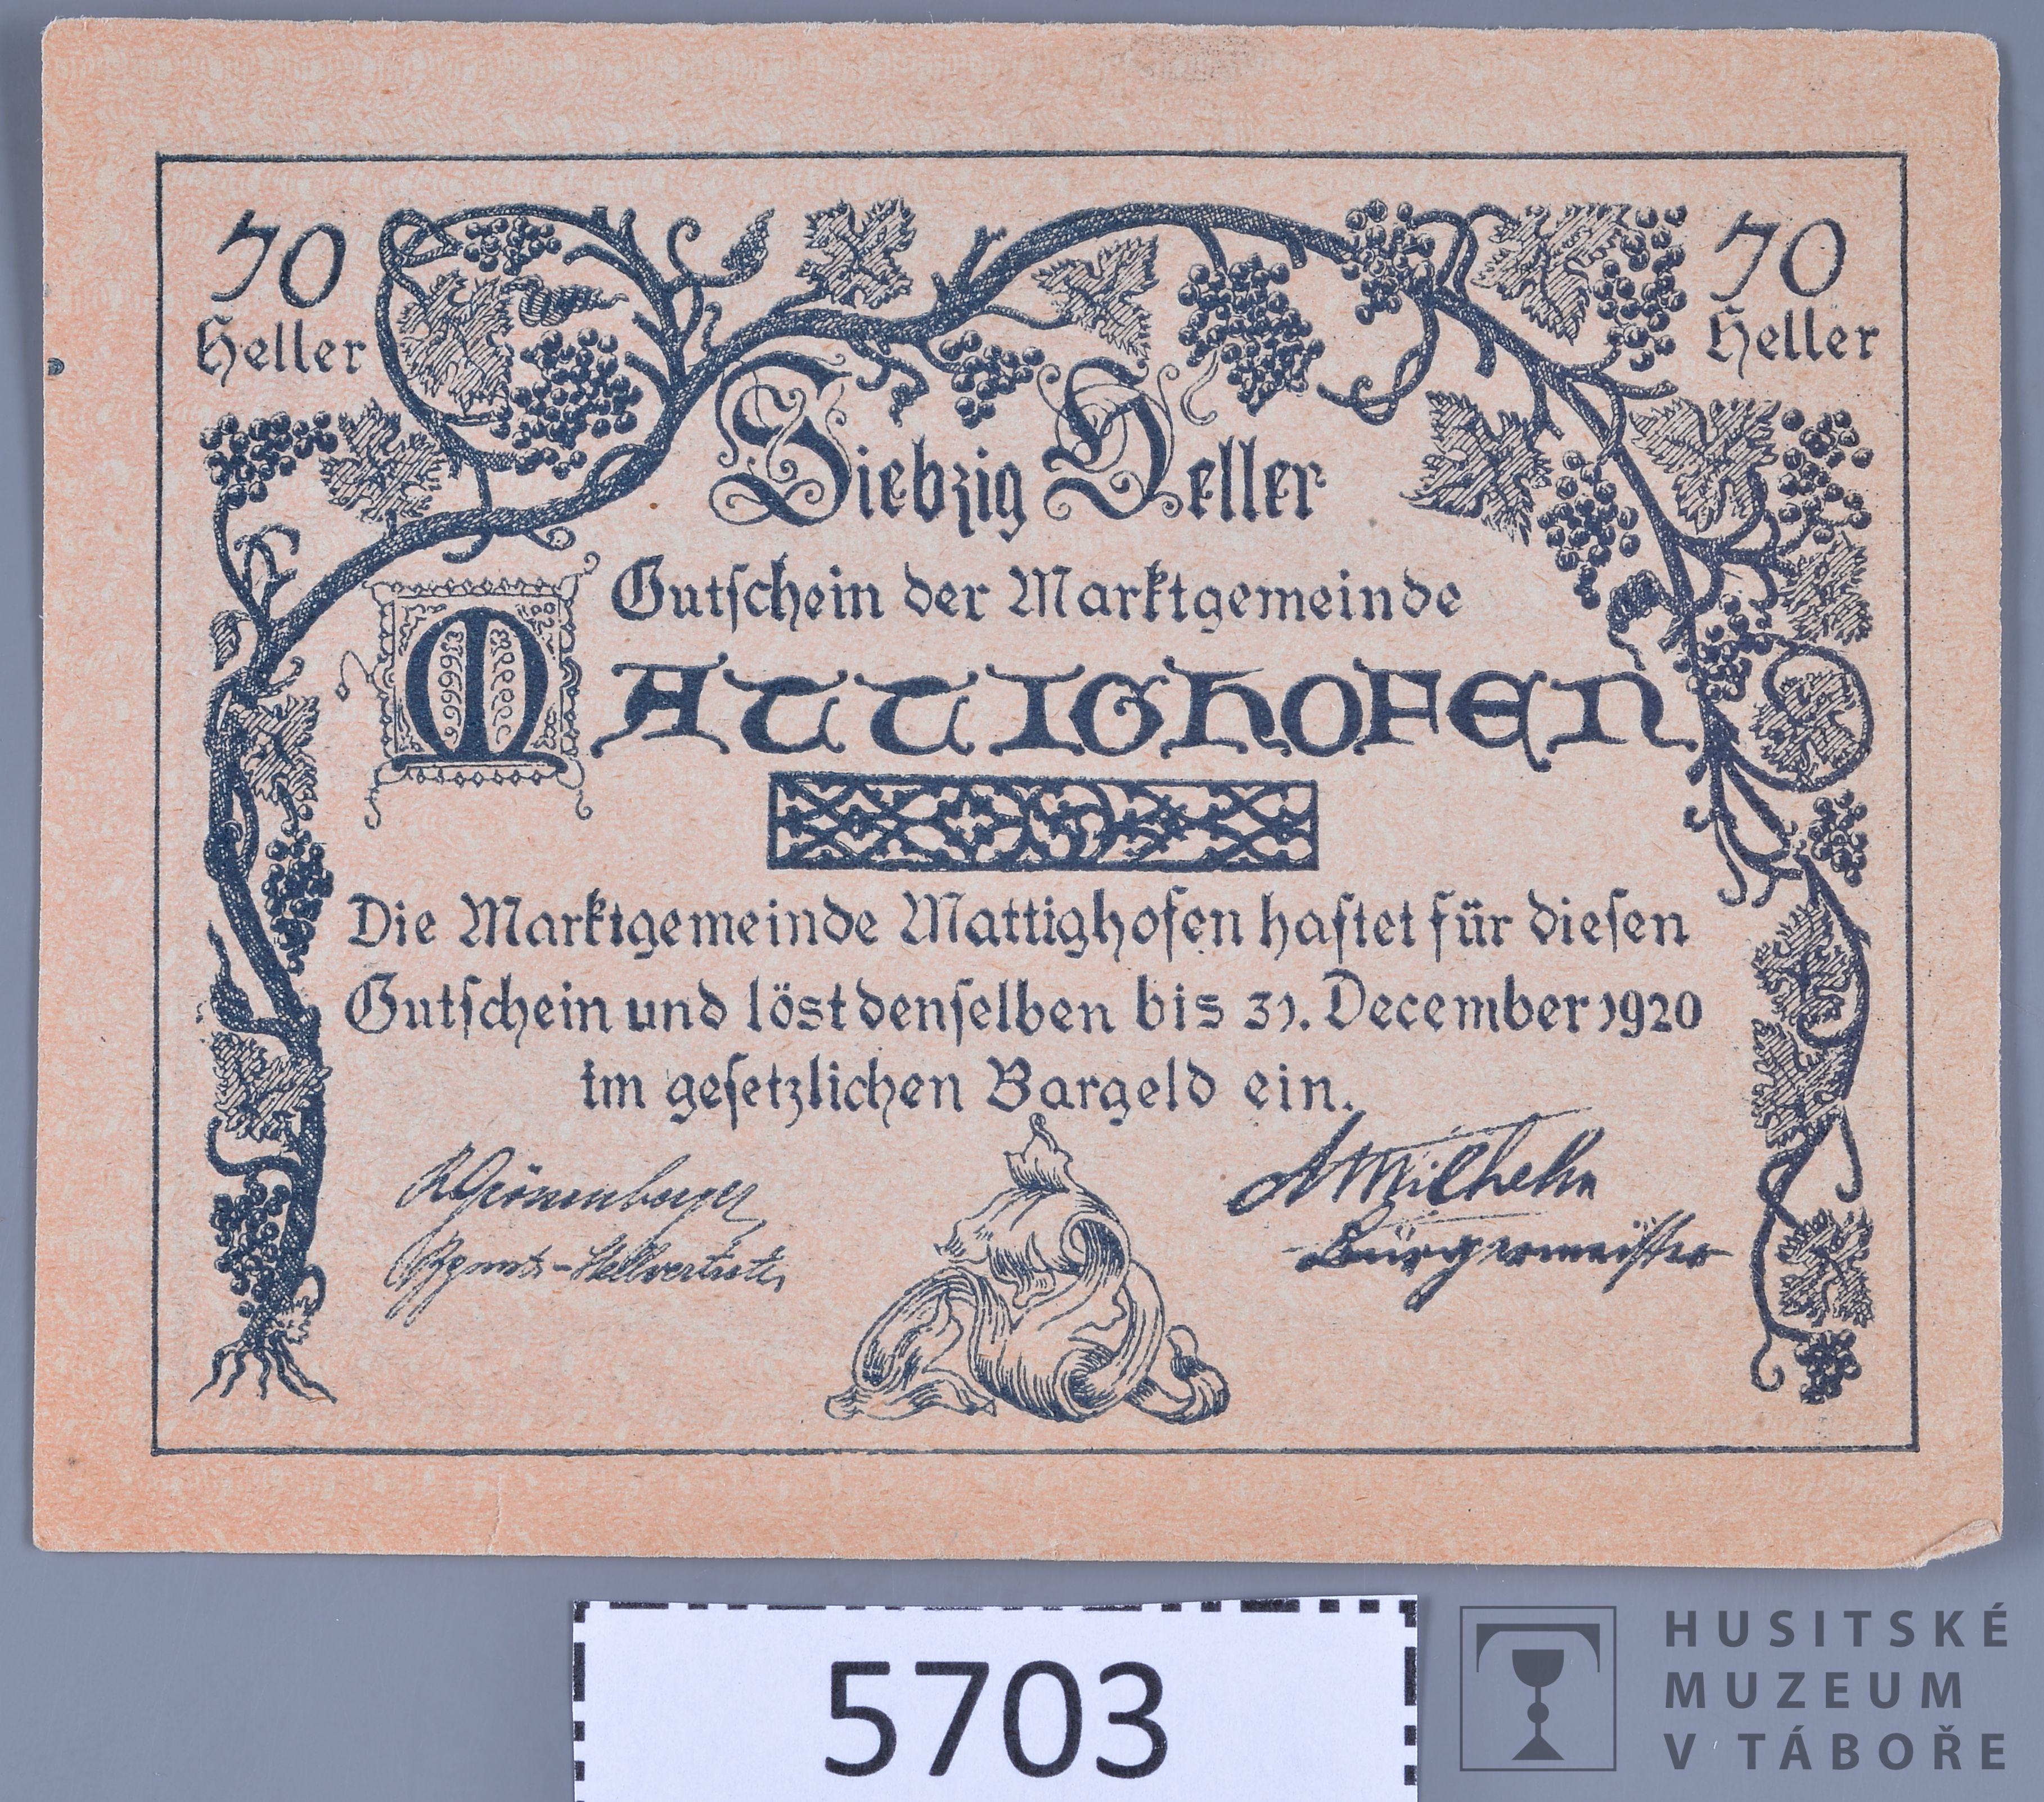 70 Heller
70 Heller
Siebzig Heller
Gutſchein der Marktgemeinde
MATTIGHOFEN
Die Marktgemeinde Mattighofen haftet für dieſen
Gutſchein und löst denſelben bis 31. December 1920
im geſetzlichen Bargeld ein.
Bürgermeiſter
5703
HUSITSKÉ
MUZEUM
V TÁBOŘE